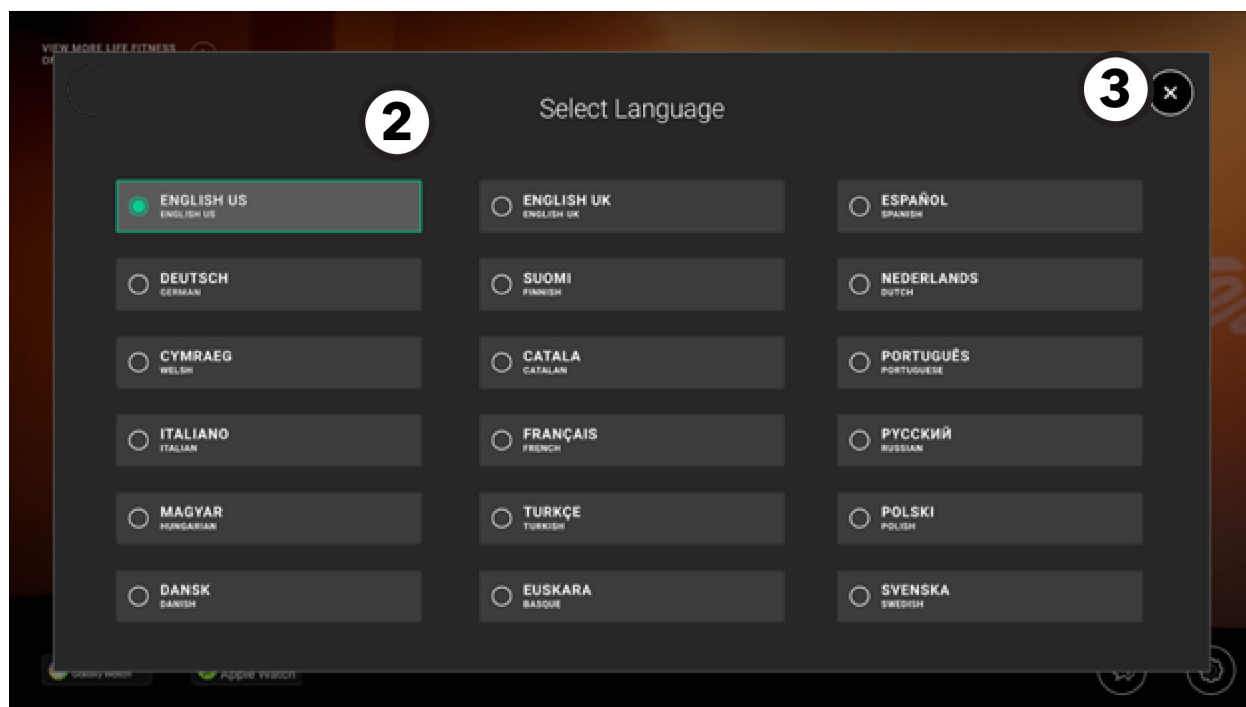 VIEW MORE LIFE FITNESS
3
Select Language
2
ENGLISH US
ENGLISH US
ENGLISH UK
ENGLISH UK
ESPAÑOL
SPANISH
DEUTSCH
GERMAN
SUOMI
FINNISH
NEDERLANDS
DUTCH
CYMRAEG
WELSH
CATALA
CATALAN
PORTUGUÊS
PORTUGUESE
ITALIANO
ITALIAN
FRANÇAIS
FRENCH
РУССКИЙ
RUSSIAN
MAGYAR
HUNGARIAN
TURKÇE
TURKISH
POLSKI
POLISH
DANSK
DANISH
EUSKARA
BASQUE
SVENSKA
SWEDISH
Galaxy Watch
Apple Watch